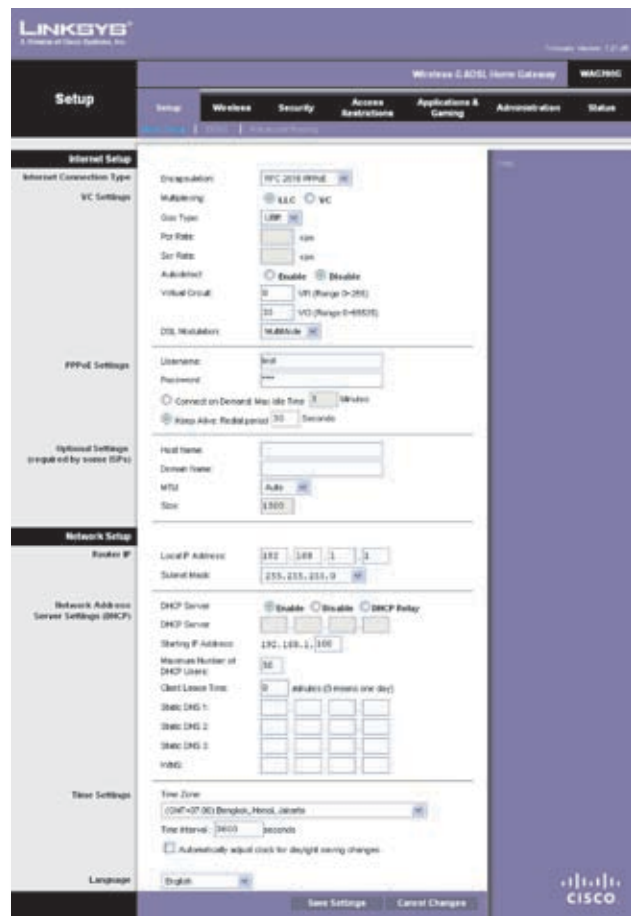 LINKSYS®
A Division of Cisco Systems, Inc.
Wireless-G ADSL Home Gateway
Setup
Setup Wireless Security Access Restrictions Applications & Gaming Administration Status
Internet Setup
Internet Connection Type
Encapsulation:
VC Settings
Multiplexing: LLC VC
Qos Type: UBR
Pcr Rate: cps
Scr Rate: cps
Autodetect: Enable Disable
Virtual Circuit: VPI (Range 0~255)
VCI (Range 0~65535)
DSL Modulation: MultiMode
PPPoE Settings
Username: test
Password: ****
Connect on Demand: Max Idle Time Minutes
Keep Alive: Redial period 30 Seconds
Optional Settings
(required by some ISPs)
Host Name:
Domain Name:
MTU: Auto
Size:
Network Setup
Router IP
Local IP Address: 192 . 168 . 1 . 1
Subnet Mask: 255.255.255.0
Network Address
Server Settings (DHCP)
DHCP Server Enable Disable DHCP Relay
DHCP Server
Starting IP Address: 192.168.1. 100
Maximum Number of
DHCP Users: 50
Client Lease Time: 0 minutes (0 means one day)
Static DNS 1:
Static DNS 2:
Static DNS 3:
WINS:
Time Settings
Time Zone
(GMT+07:00) Bangkok, Hanoi, Jakarta
Time Interval: 3600 seconds
Automatically adjust clock for daylight saving changes
Language
English
Save Settings Cancel Changes
CISCO